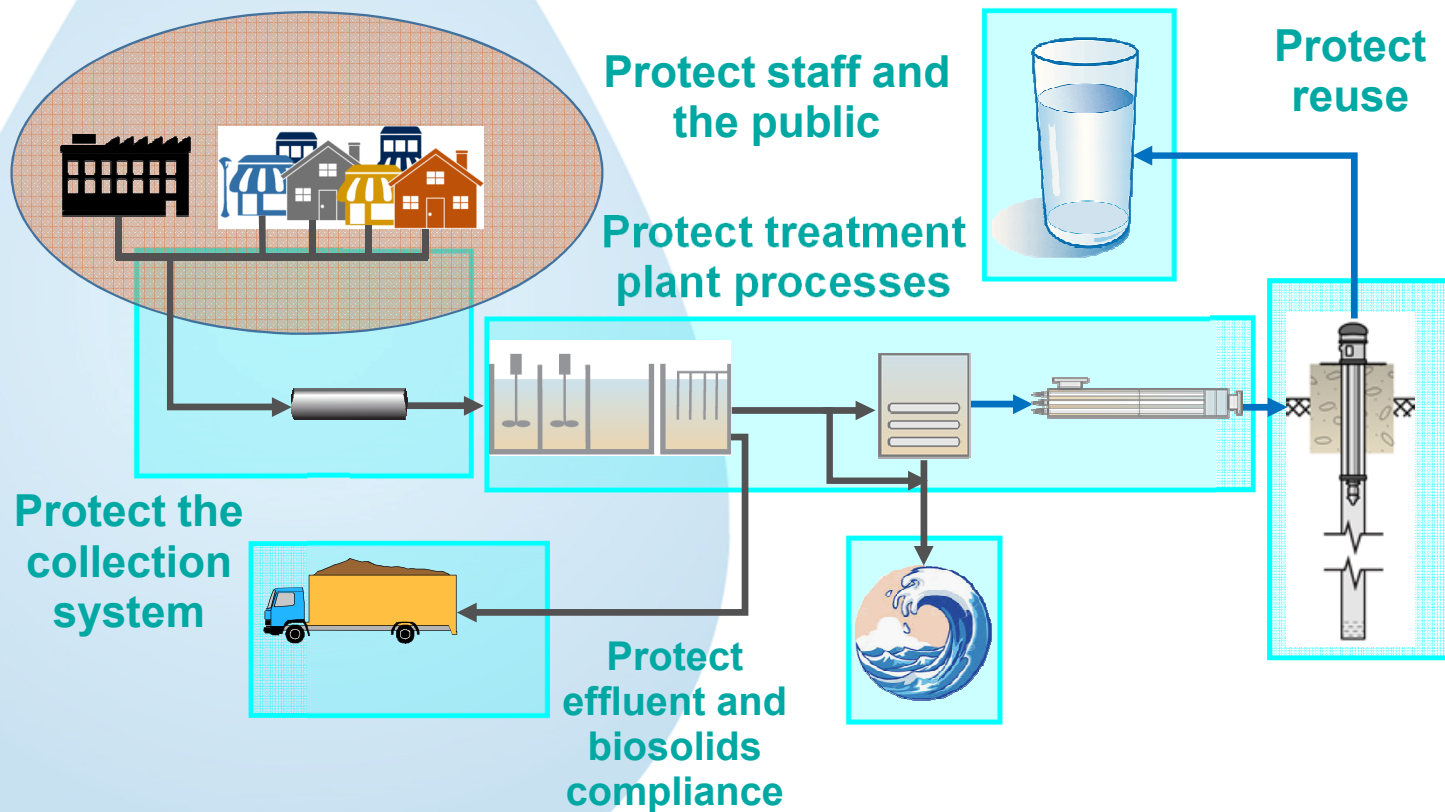 Protect staff and
the public
Protect
reuse
Protect treatment
plant processes
Protect the
collection
system
Protect
effluent and
biosolids
compliance